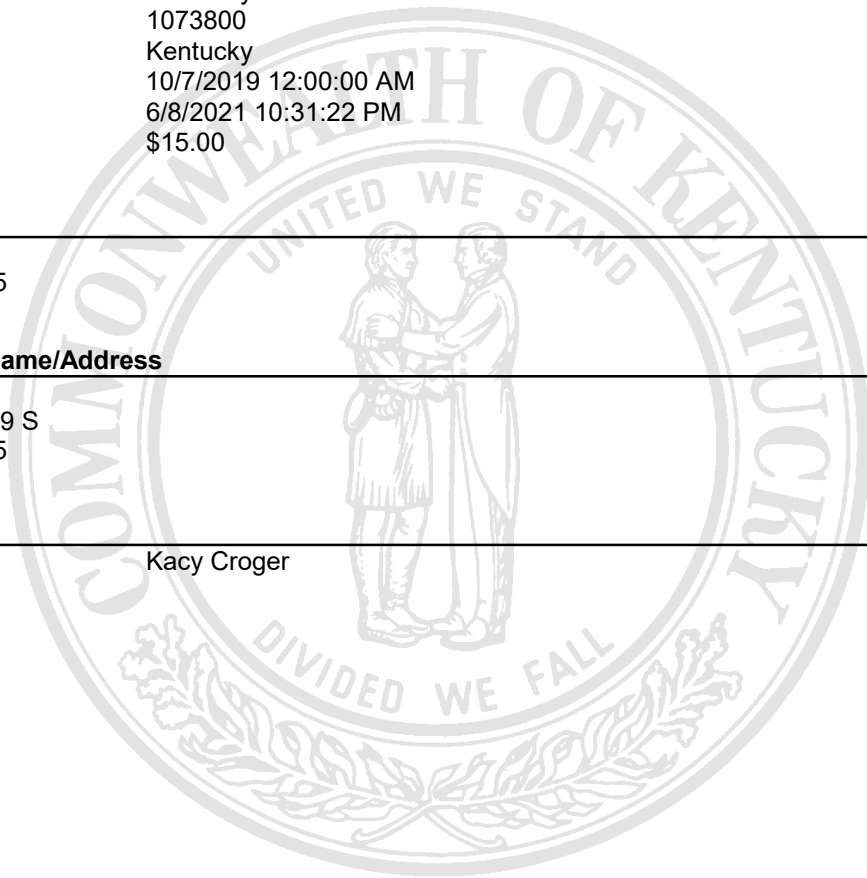 1073800
Kentucky
10/7/2019 12:00:00 AM
6/8/2021 10:31:22 PM
$15.00
5
ame/Address
9 S
5
Kacy Croger
COMMONWEALTH OF KENTUCKY
UNITED WE STAND
DIVIDED WE FALL